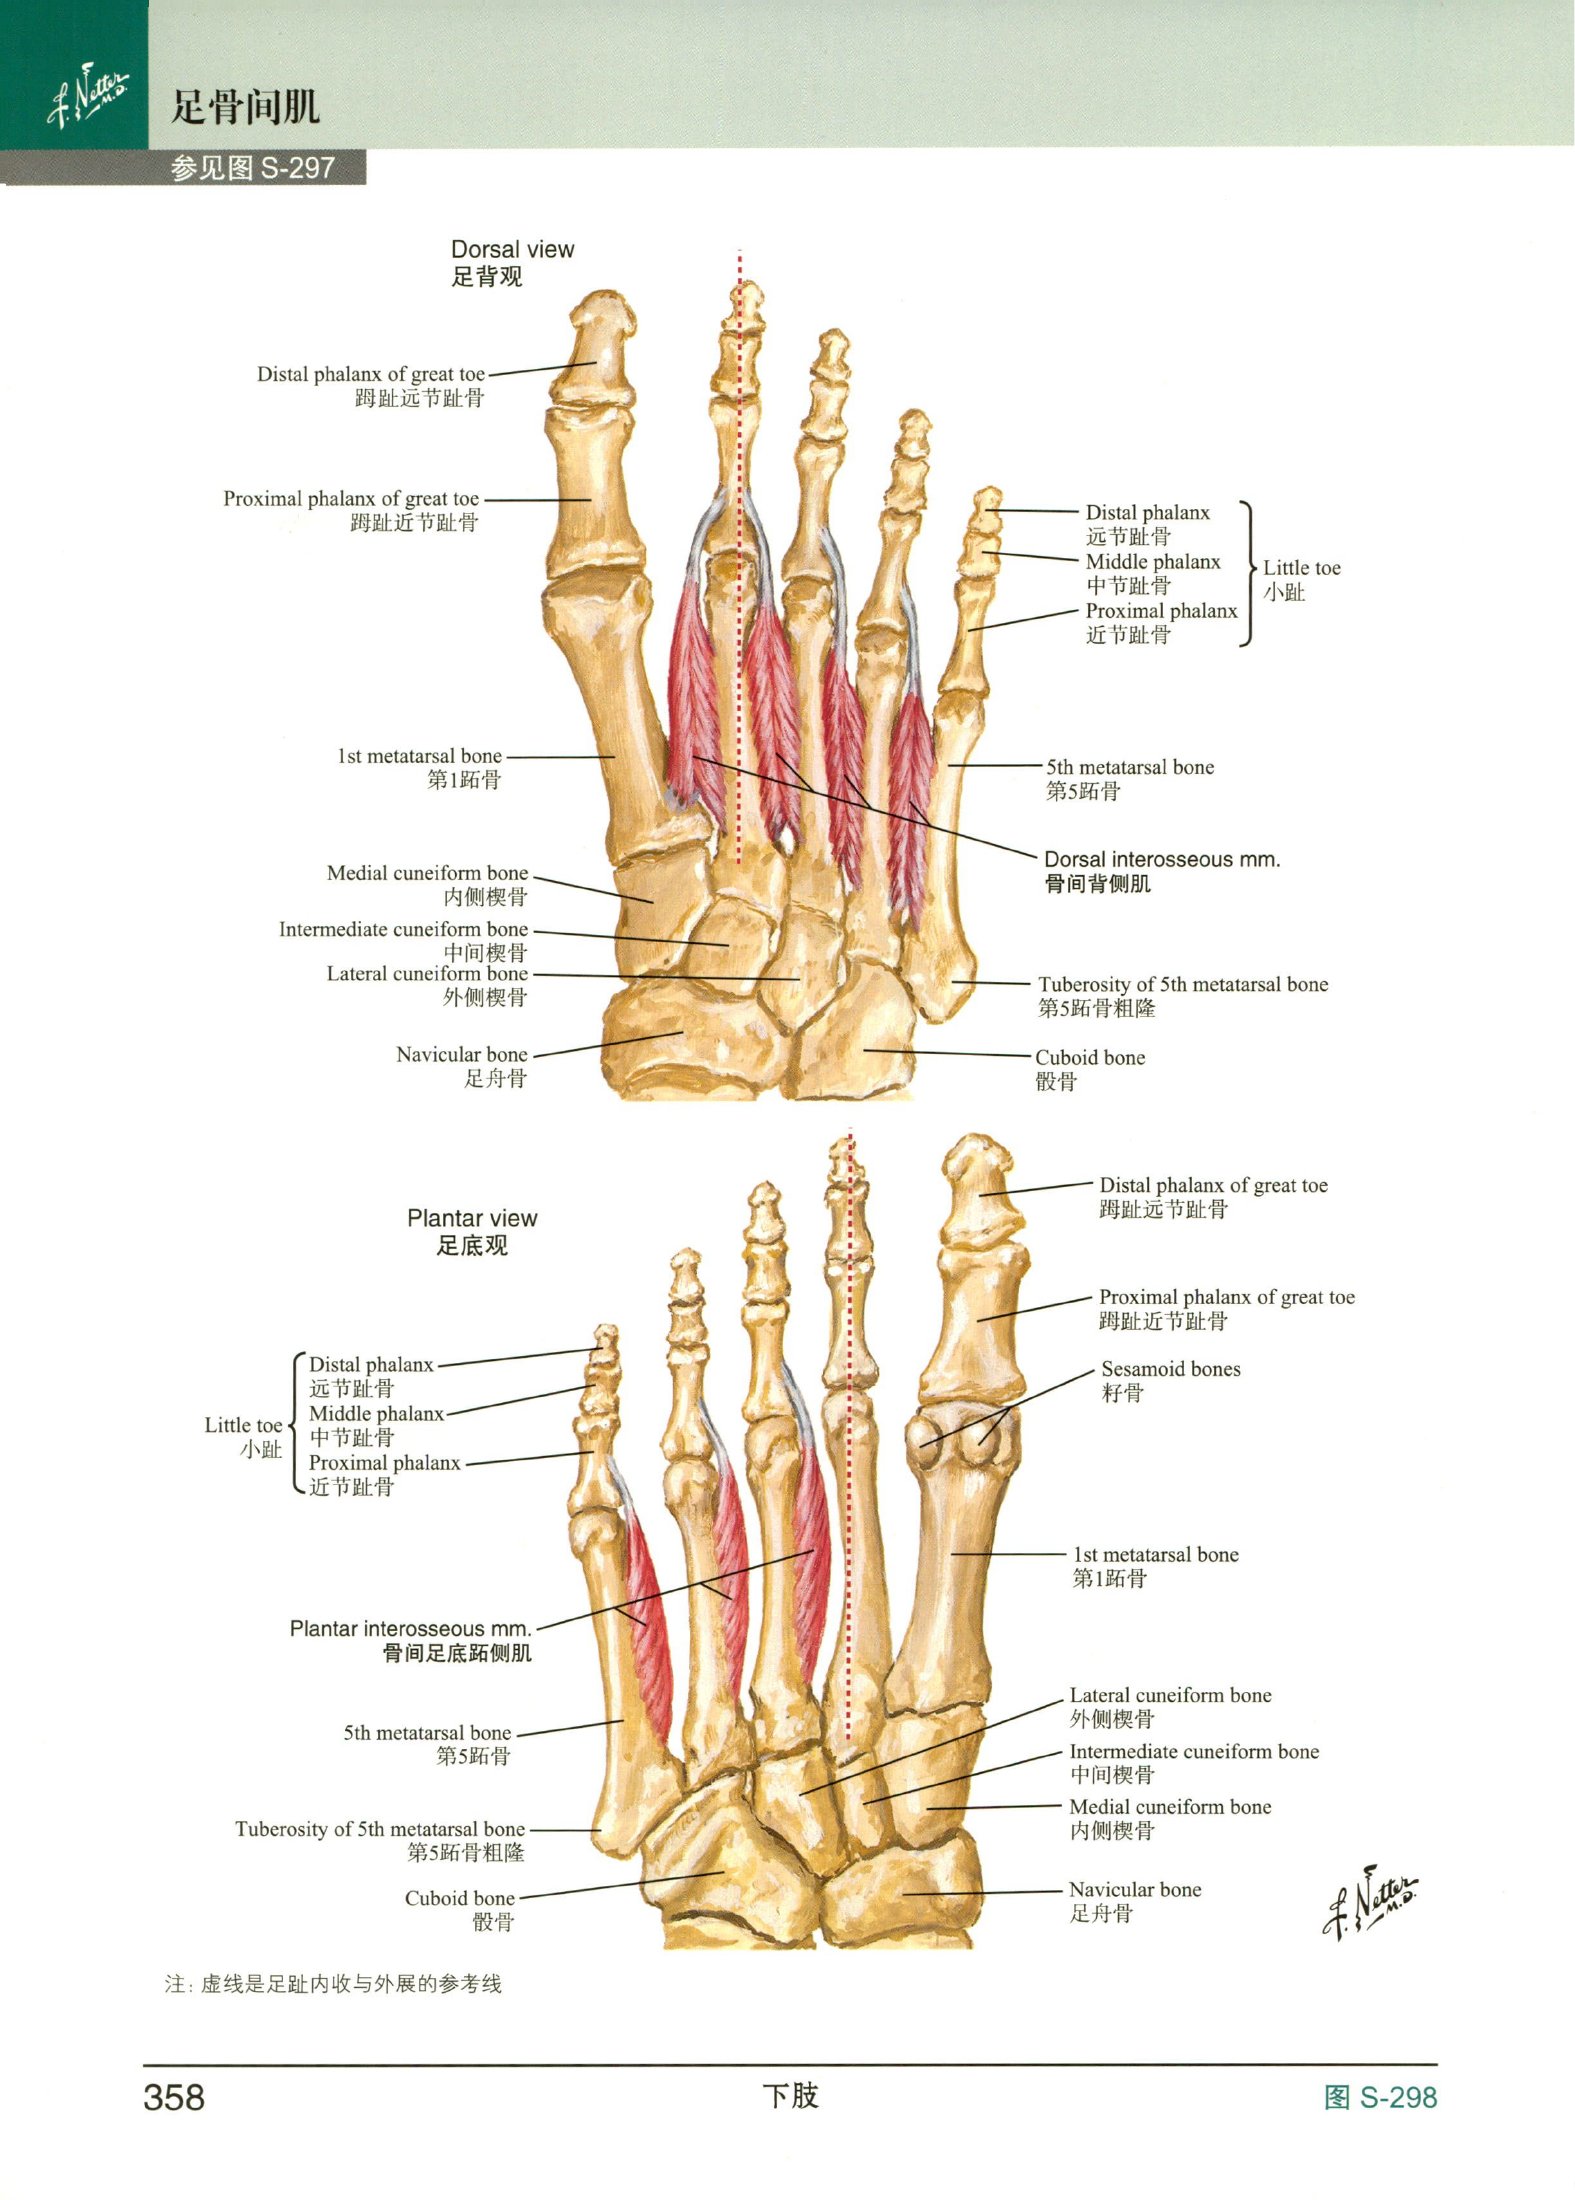 F. Netter M.D.
足骨间肌
参见图 S-297
Dorsal view
足背观
Distal phalanx of great toe
踇趾远节趾骨
Proximal phalanx of great toe
踇趾近节趾骨
1st metatarsal bone
第1跖骨
Medial cuneiform bone
内侧楔骨
Intermediate cuneiform bone
中间楔骨
Lateral cuneiform bone
外侧楔骨
Navicular bone
足舟骨
Distal phalanx
远节趾骨
Middle phalanx
中节趾骨
Proximal phalanx
近节趾骨
Little toe
小趾
5th metatarsal bone
第5跖骨
Dorsal interosseous mm.
骨间背侧肌
Tuberosity of 5th metatarsal bone
第5跖骨粗隆
Cuboid bone
骰骨
Plantar view
足底观
Little toe
小趾
Distal phalanx
远节趾骨
Middle phalanx
中节趾骨
Proximal phalanx
近节趾骨
Plantar interosseous mm.
骨间足底跖侧肌
5th metatarsal bone
第5跖骨
Tuberosity of 5th metatarsal bone
第5跖骨粗隆
Cuboid bone
骰骨
Distal phalanx of great toe
踇趾远节趾骨
Proximal phalanx of great toe
踇趾近节趾骨
Sesamoid bones
籽骨
1st metatarsal bone
第1跖骨
Lateral cuneiform bone
外侧楔骨
Intermediate cuneiform bone
中间楔骨
Medial cuneiform bone
内侧楔骨
Navicular bone
足舟骨
F. Netter M.D.
注: 虚线是足趾内收与外展的参考线
358
下肢
图 S-298